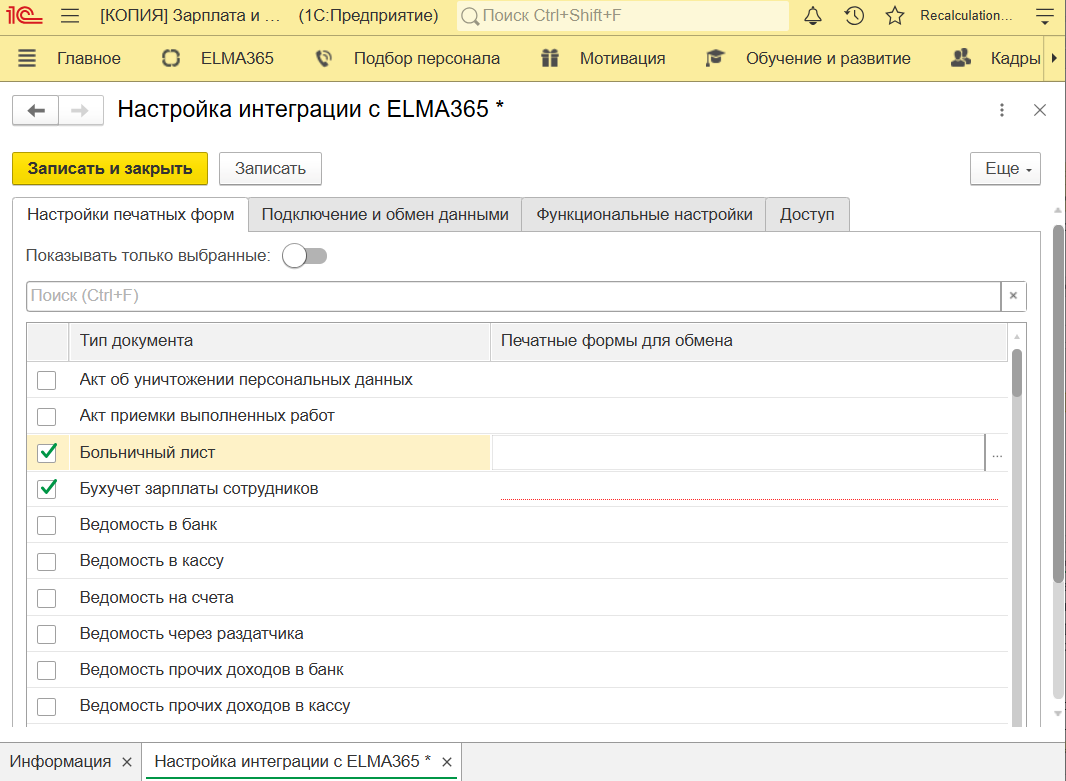 1С [КОПИЯ] Зарплата и ... (1С:Предприятие) Поиск Ctrl+Shift+F Recalculation...
Главное ELMA365 Подбор персонала Мотивация Обучение и развитие Кадры
Настройка интеграции с ELMA365 *
Записать и закрыть Записать Еще
Настройки печатных форм Подключение и обмен данными Функциональные настройки Доступ
Показывать только выбранные:
Поиск (Ctrl+F) ×
Тип документа Печатные формы для обмена
Акт об уничтожении персональных данных
Акт приемки выполненных работ
Больничный лист ...
Бухучет зарплаты сотрудников
Ведомость в банк
Ведомость в кассу
Ведомость на счета
Ведомость через раздатчика
Ведомость прочих доходов в банк
Ведомость прочих доходов в кассу
Информация × Настройка интеграции с ELMA365 * ×